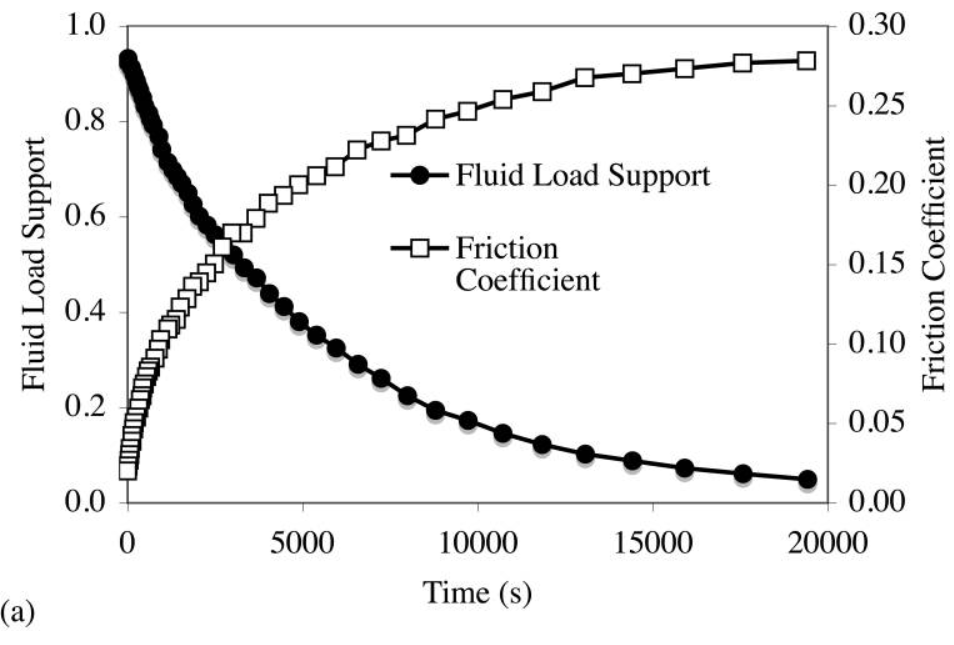 1.0
0.8
0.6
0.4
0.2
0.0
Fluid Load Support
0.30
0.25
0.20
0.15
0.10
0.05
0.00
Friction Coefficient
Fluid Load Support
Friction
Coefficient
0 5000 10000 15000 20000
Time (s)
(a)